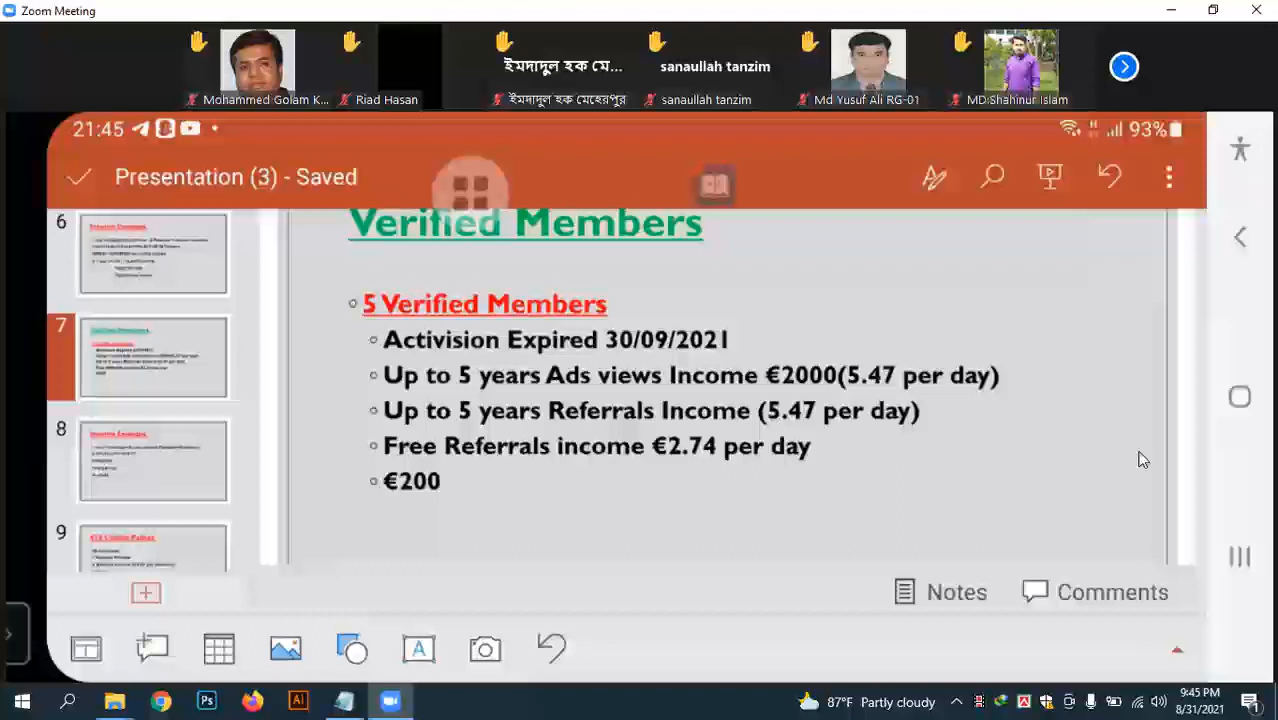 Zoom Meeting
ইমদাদুল হক মে...
sanaullah tanzim
Mohammed Golam K...
Riad Hasan
ইমদাদুল হক মেহেরপুর
sanaullah tanzim
Md Yusuf Ali RG-01
MD:Shahinur Islam
21:45
93%
Presentation (3) - Saved
6
7
8
9
Verified Members
5 Verified Members
Activision Expired 30/09/2021
Up to 5 years Ads views Income €2000(5.47 per day)
Up to 5 years Referrals Income (5.47 per day)
Free Referrals income €2.74 per day
€200
Notes
Comments
A
Ps
Ai
87°F Partly cloudy
9:45 PM
8/31/2021
1